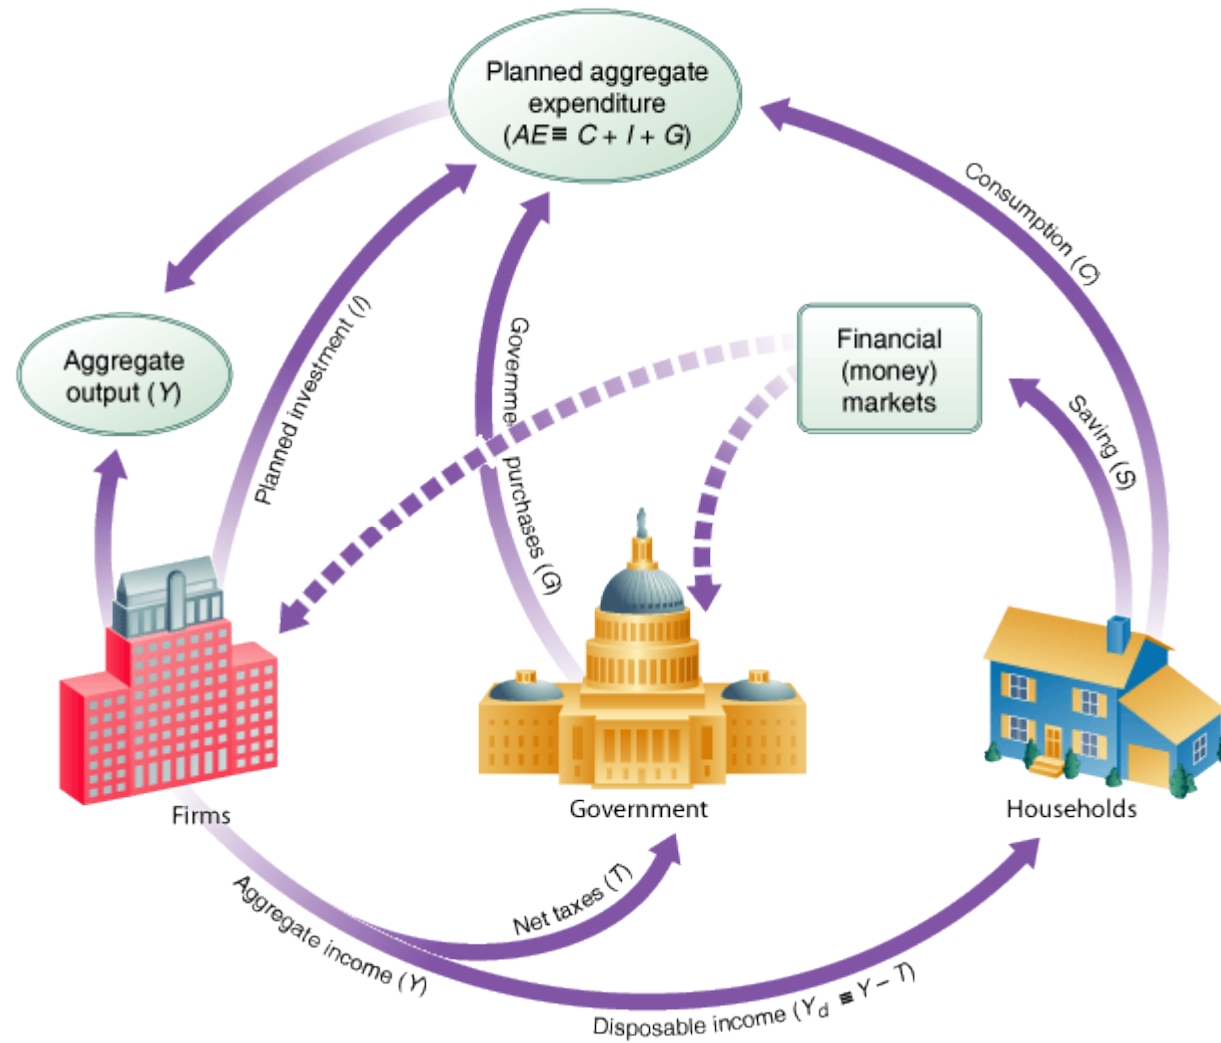 Planned aggregate
expenditure
(AE ≡ C + I + G)
Consumption (C)
Aggregate
output (Y)
Planned investment (I)
Government purchases (G)
Financial
(money)
markets
Saving (S)
Firms
Government
Households
Aggregate income (Y)
Net taxes (T)
Disposable income (Yd ≡ Y – T)